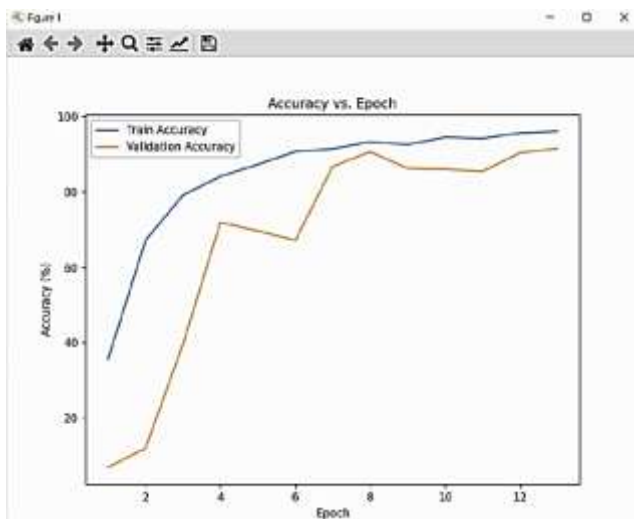 Figure 1
Accuracy vs. Epoch
Train Accuracy
Validation Accuracy
100
80
60
40
20
Accuracy (%)
2 4 6 8 10 12
Epoch